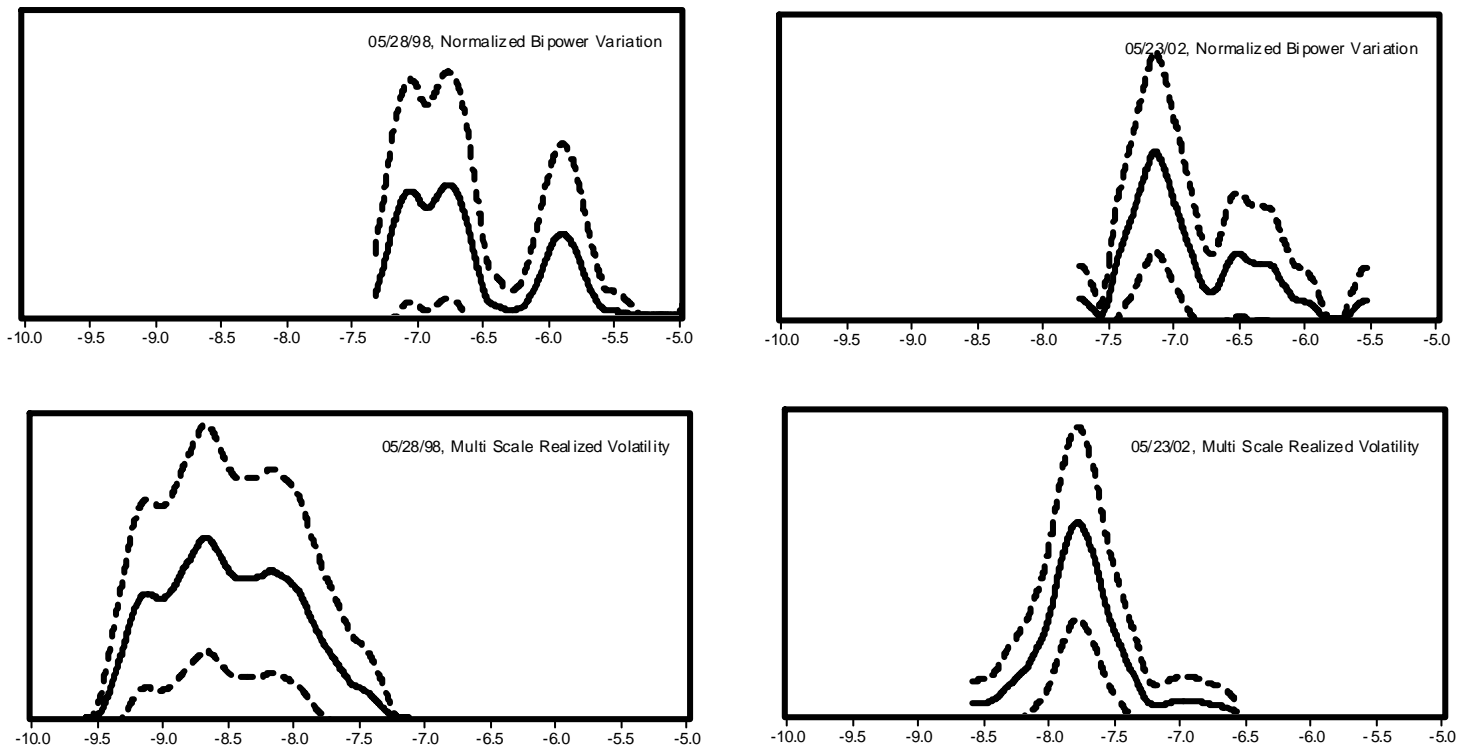 05/28/98, Normalized Bipower Variation
-10.0 -9.5 -9.0 -8.5 -8.0 -7.5 -7.0 -6.5 -6.0 -5.5 -5.0
05/23/02, Normalized Bipower Variation
-10.0 -9.5 -9.0 -8.5 -8.0 -7.5 -7.0 -6.5 -6.0 -5.5 -5.0
05/28/98, Multi Scale Realized Volatility
-10.0 -9.5 -9.0 -8.5 -8.0 -7.5 -7.0 -6.5 -6.0 -5.5 -5.0
05/23/02, Multi Scale Realized Volatility
-10.0 -9.5 -9.0 -8.5 -8.0 -7.5 -7.0 -6.5 -6.0 -5.5 -5.0